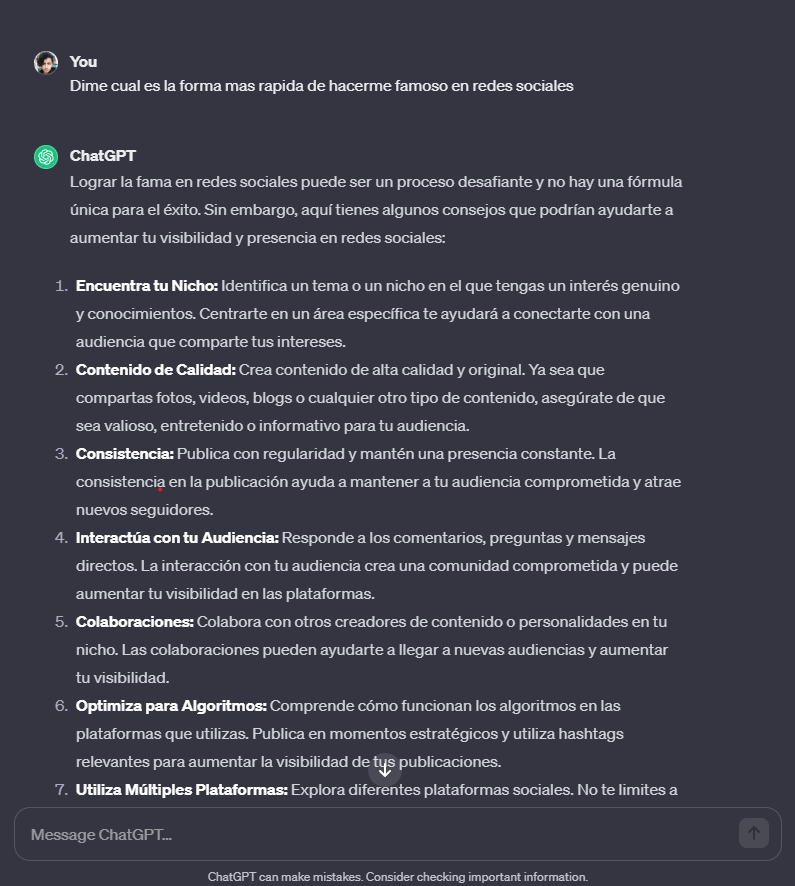 You
Dime cual es la forma mas rapida de hacerme famoso en redes sociales
ChatGPT
Lograr la fama en redes sociales puede ser un proceso desafiante y no hay una fórmula
única para el éxito. Sin embargo, aquí tienes algunos consejos que podrían ayudarte a
aumentar tu visibilidad y presencia en redes sociales:
1. Encuentra tu Nicho: Identifica un tema o un nicho en el que tengas un interés genuino
y conocimientos. Centrarte en un área específica te ayudará a conectarte con una
audiencia que comparte tus intereses.
2. Contenido de Calidad: Crea contenido de alta calidad y original. Ya sea que
compartas fotos, videos, blogs o cualquier otro tipo de contenido, asegúrate de que
sea valioso, entretenido o informativo para tu audiencia.
3. Consistencia: Publica con regularidad y mantén una presencia constante. La
consistencia en la publicación ayuda a mantener a tu audiencia comprometida y atrae
nuevos seguidores.
4. Interactúa con tu Audiencia: Responde a los comentarios, preguntas y mensajes
directos. La interacción con tu audiencia crea una comunidad comprometida y puede
aumentar tu visibilidad en las plataformas.
5. Colaboraciones: Colabora con otros creadores de contenido o personalidades en tu
nicho. Las colaboraciones pueden ayudarte a llegar a nuevas audiencias y aumentar
tu visibilidad.
6. Optimiza para Algoritmos: Comprende cómo funcionan los algoritmos en las
plataformas que utilizas. Publica en momentos estratégicos y utiliza hashtags
relevantes para aumentar la visibilidad de tus publicaciones.
7. Utiliza Múltiples Plataformas: Explora diferentes plataformas sociales. No te limites a
Message ChatGPT...
ChatGPT can make mistakes. Consider checking important information.